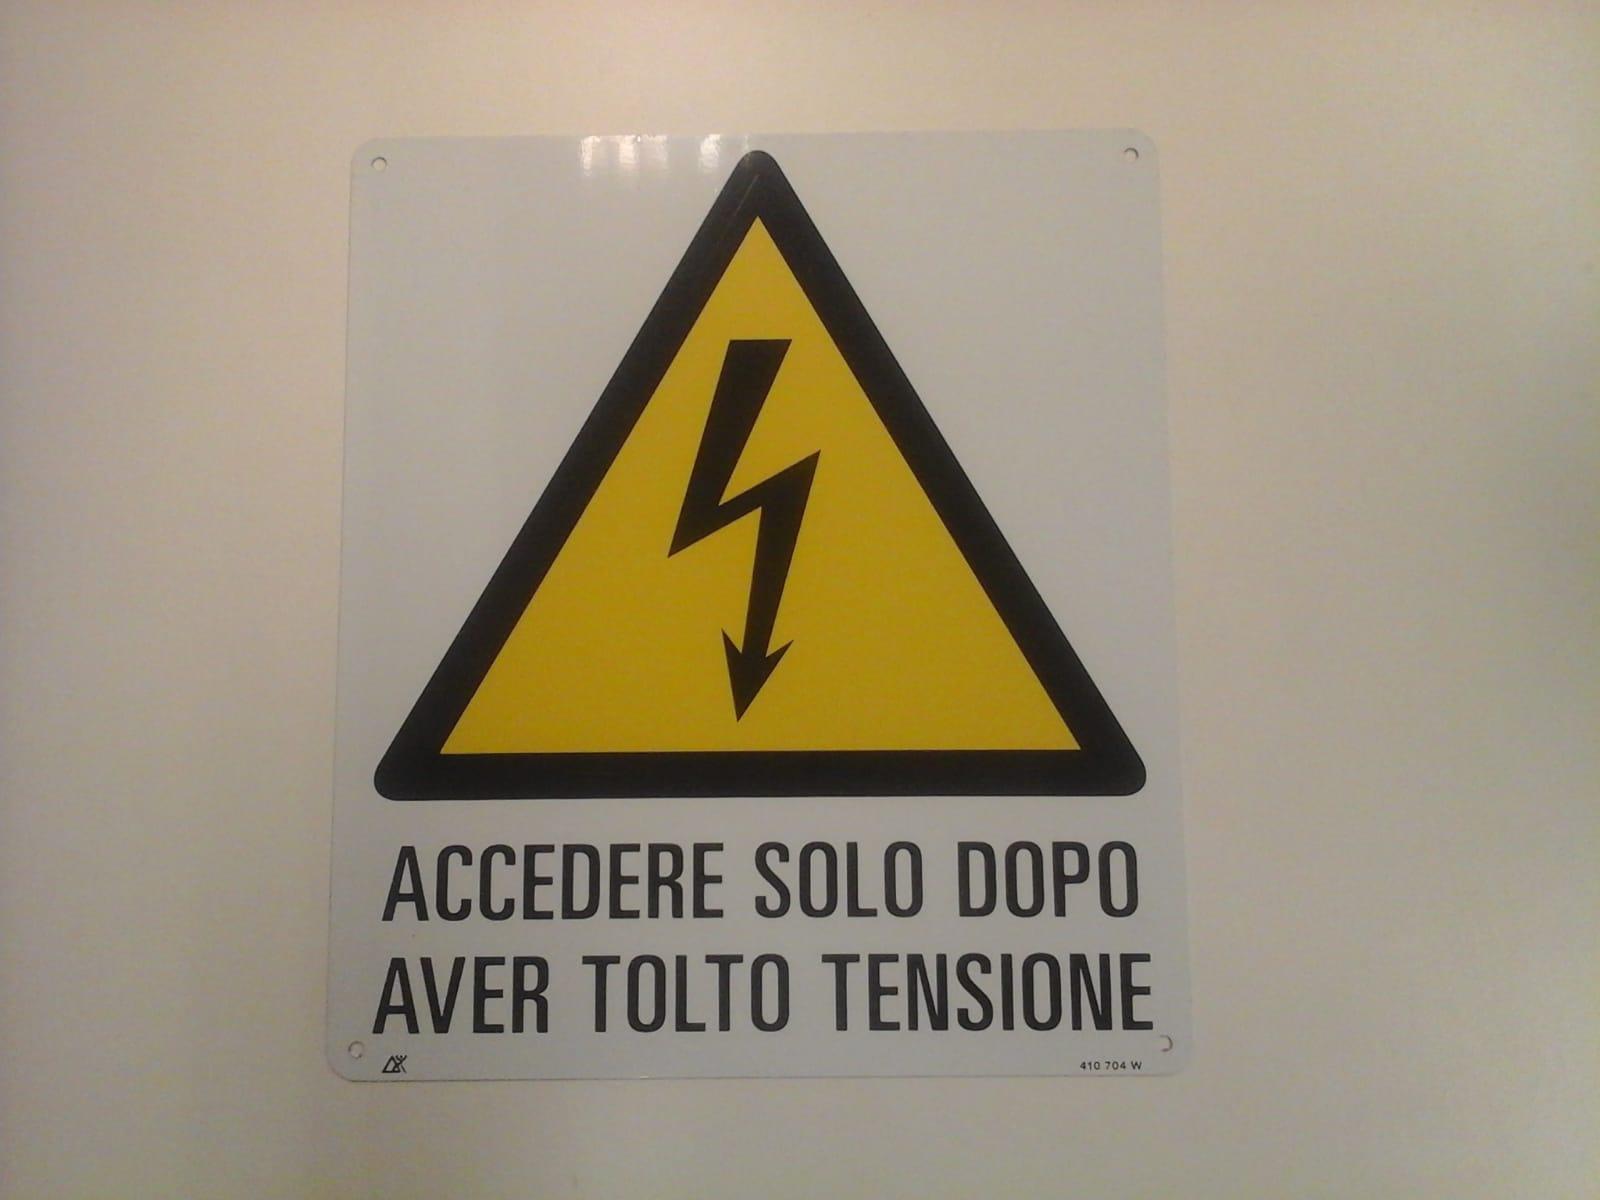 ACCEDERE SOLO DOPO
AVER TOLTO TENSIONE
410 704 W